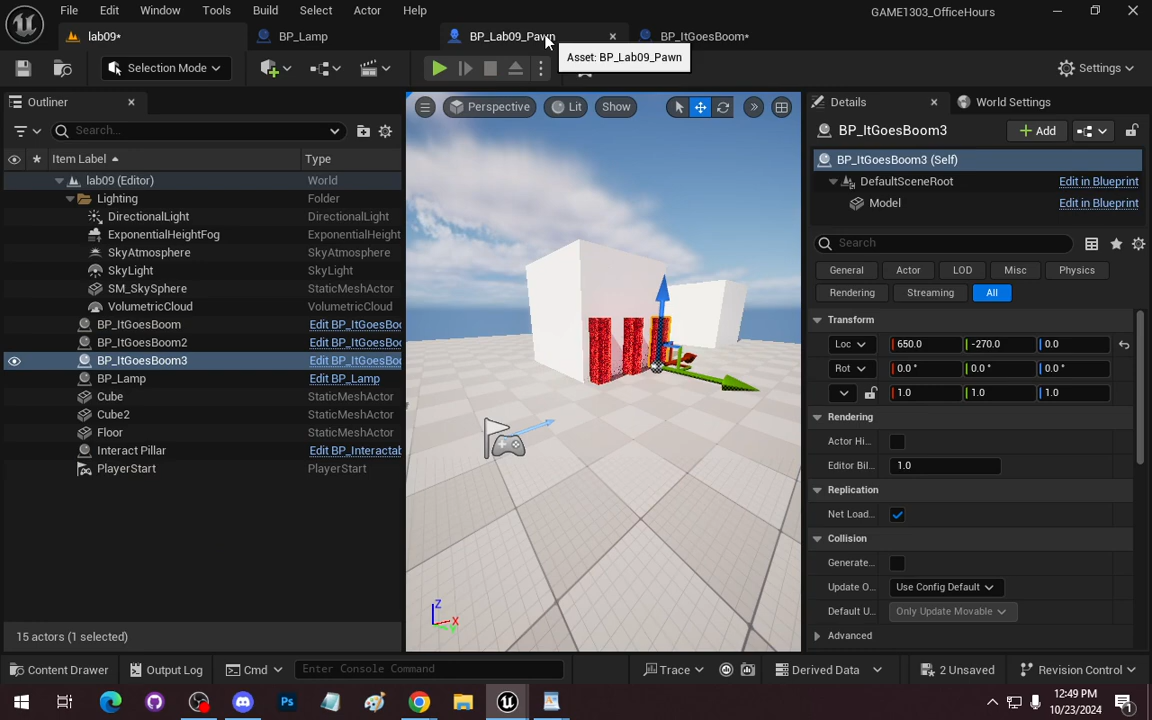 File Edit Window Tools Build Select Actor Help GAME1303_OfficeHours
lab09* BP_Lamp BP_Lab09_Pawn BP_ItGoesBoom*
Asset: BP_Lab09_Pawn
Selection Mode Settings
Outliner
Search...
Item Label Type
lab09 (Editor) World
Lighting Folder
DirectionalLight DirectionalLight
ExponentialHeightFog ExponentialHeight
SkyAtmosphere SkyAtmosphere
SkyLight SkyLight
SM_SkySphere StaticMeshActor
VolumetricCloud VolumetricCloud
BP_ItGoesBoom Edit BP_ItGoesBoo
BP_ItGoesBoom2 Edit BP_ItGoesBoo
BP_ItGoesBoom3 Edit BP_ItGoesBoo
BP_Lamp Edit BP_Lamp
Cube StaticMeshActor
Cube2 StaticMeshActor
Floor StaticMeshActor
Interact Pillar Edit BP_Interactab
PlayerStart PlayerStart
15 actors (1 selected)
Perspective Lit Show
Z
X
Y
Details World Settings
BP_ItGoesBoom3 Add
BP_ItGoesBoom3 (Self)
DefaultSceneRoot Edit in Blueprint
Model Edit in Blueprint
Search
General Actor LOD Misc Physics
Rendering Streaming All
Transform
Loc 650.0 -270.0 0.0
Rot 0.0 ° 0.0 ° 0.0 °
1.0 1.0 1.0
Rendering
Actor Hi...
Editor Bil... 1.0
Replication
Net Load...
Collision
Generate...
Update O... Use Config Default
Default U... Only Update Movable
Advanced
Content Drawer Output Log Cmd Enter Console Command Trace Derived Data 2 Unsaved Revision Control
Ps 12:49 PM
10/23/2024 1